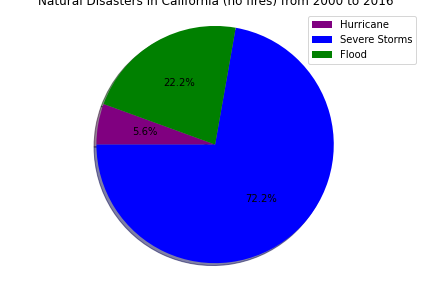 Natural Disasters in California (no fires) from 2000 to 2016
Hurricane
Severe Storms
Flood
22.2%
5.6%
72.2%